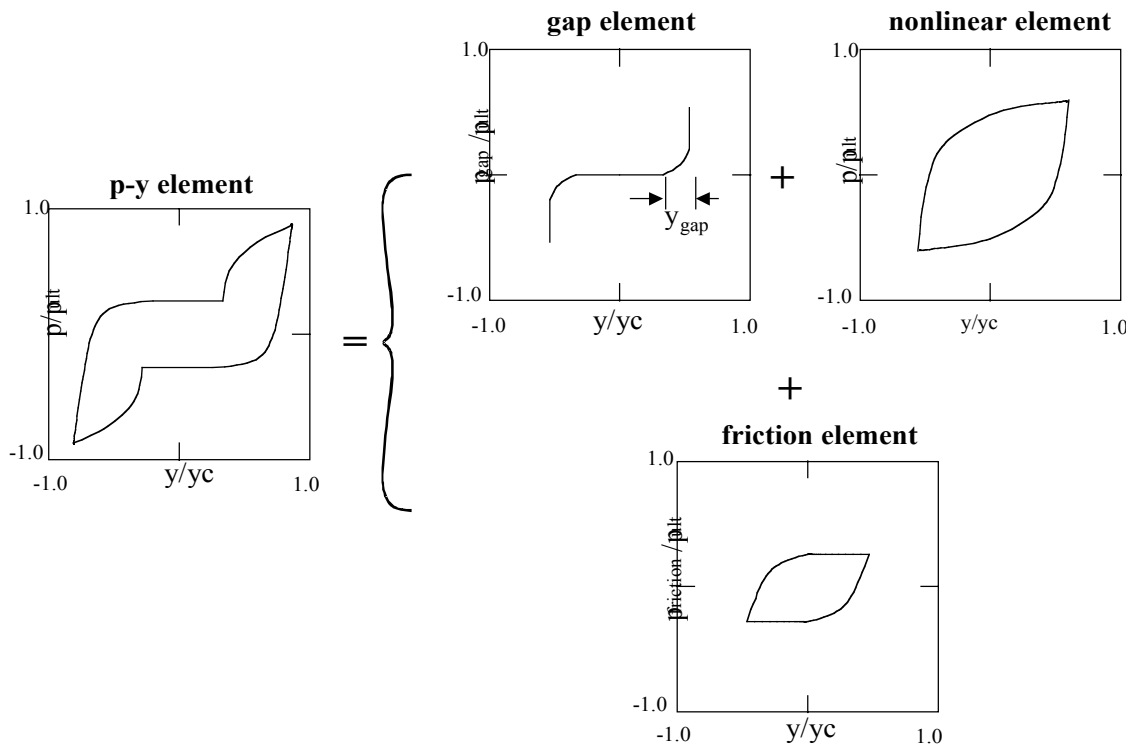 gap element
1.0
pgap /pult
-1.0
y/yc
-1.0
1.0
ygap
+
nonlinear element
1.0
p/pult
-1.0
y/yc
-1.0
1.0
p-y element
1.0
p/pult
-1.0
y/yc
-1.0
1.0
=
+
friction element
1.0
pfriction /pult
-1.0
y/yc
-1.0
1.0